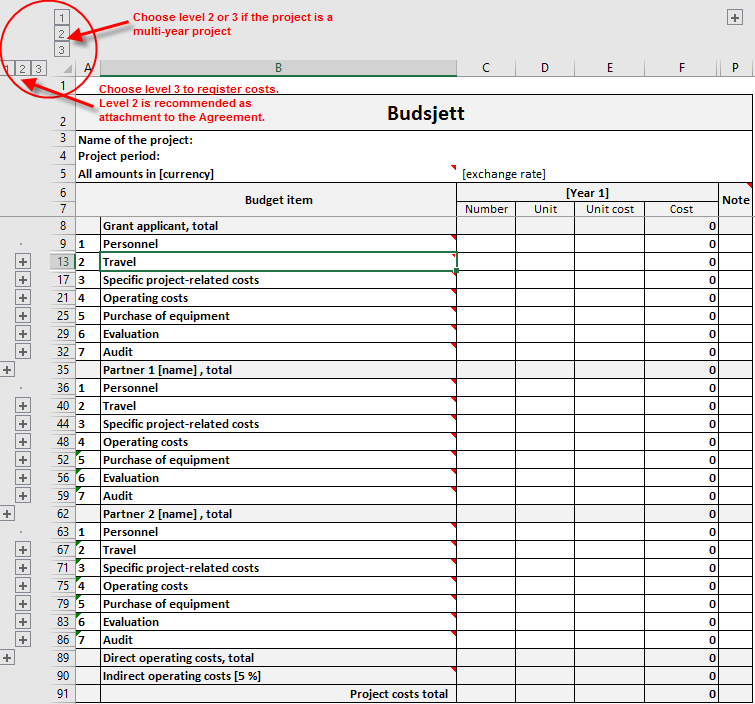 1
Choose level 2 or 3 if the project is a
2
multi-year project
3
1 2 3 A B C D E F P
1 Choose level 3 to register costs.
Level 2 is recommended as
attachment to the Agreement.
2 Budsjett
3 Name of the project:
4 Project period:
5 All amounts in [currency] [exchange rate]
6 Budget item [Year 1] Note
7 Number Unit Unit cost Cost
8 Grant applicant, total 0
9 1 Personnel 0
13 2 Travel 0
17 3 Specific project-related costs 0
21 4 Operating costs 0
25 5 Purchase of equipment 0
29 6 Evaluation 0
32 7 Audit 0
35 Partner 1 [name] , total 0
36 1 Personnel 0
40 2 Travel 0
44 3 Specific project-related costs 0
48 4 Operating costs 0
52 5 Purchase of equipment 0
56 6 Evaluation 0
59 7 Audit 0
62 Partner 2 [name] , total 0
63 1 Personnel 0
67 2 Travel 0
71 3 Specific project-related costs 0
75 4 Operating costs 0
79 5 Purchase of equipment 0
83 6 Evaluation 0
86 7 Audit 0
89 Direct operating costs, total 0
90 Indirect operating costs [5 %] 0
91 Project costs total 0